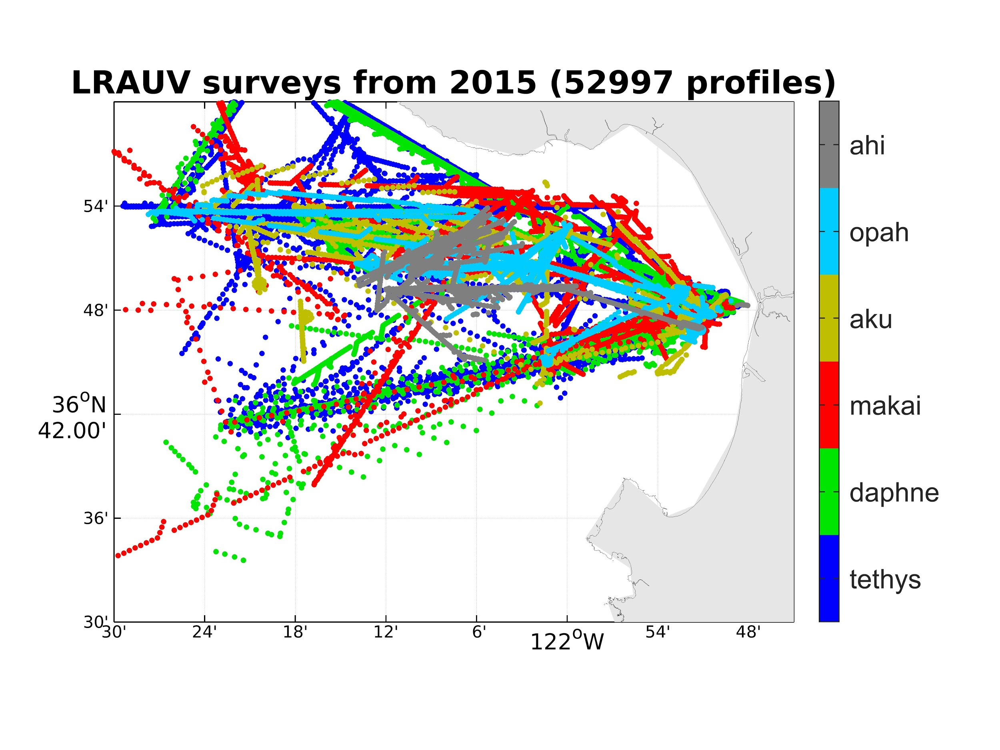 LRAUV surveys from 2015 (52997 profiles)
54'
48'
36°N
42.00'
36'
30'
30'
24'
18'
12'
6'
122°W
54'
48'
ahi
opah
aku
makai
daphne
tethys